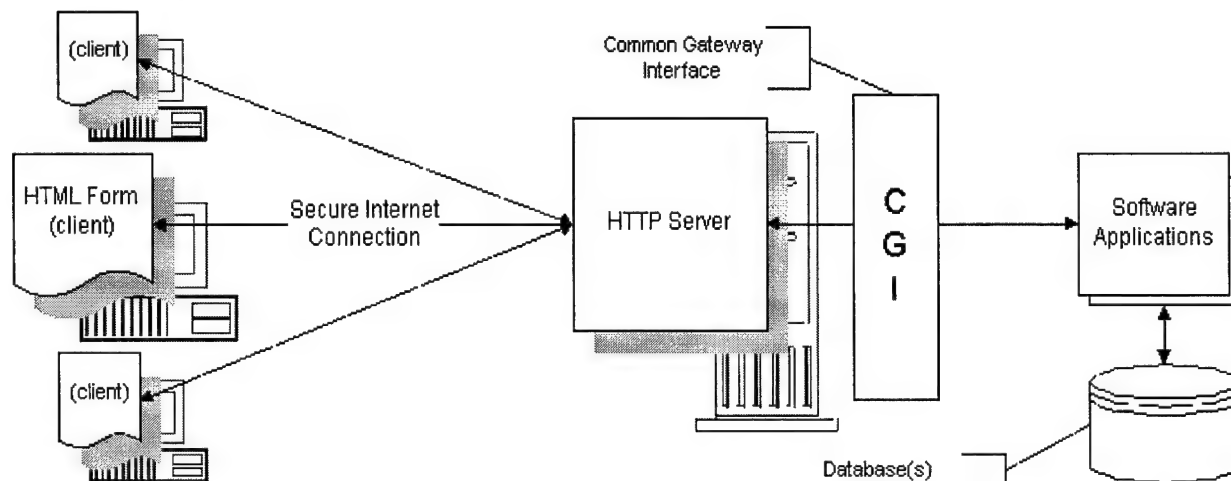 (client)
Common Gateway
Interface
HTML Form
(client)
Secure Internet
Connection
HTTP Server
C
G
I
Software
Applications
(client)
Database(s)